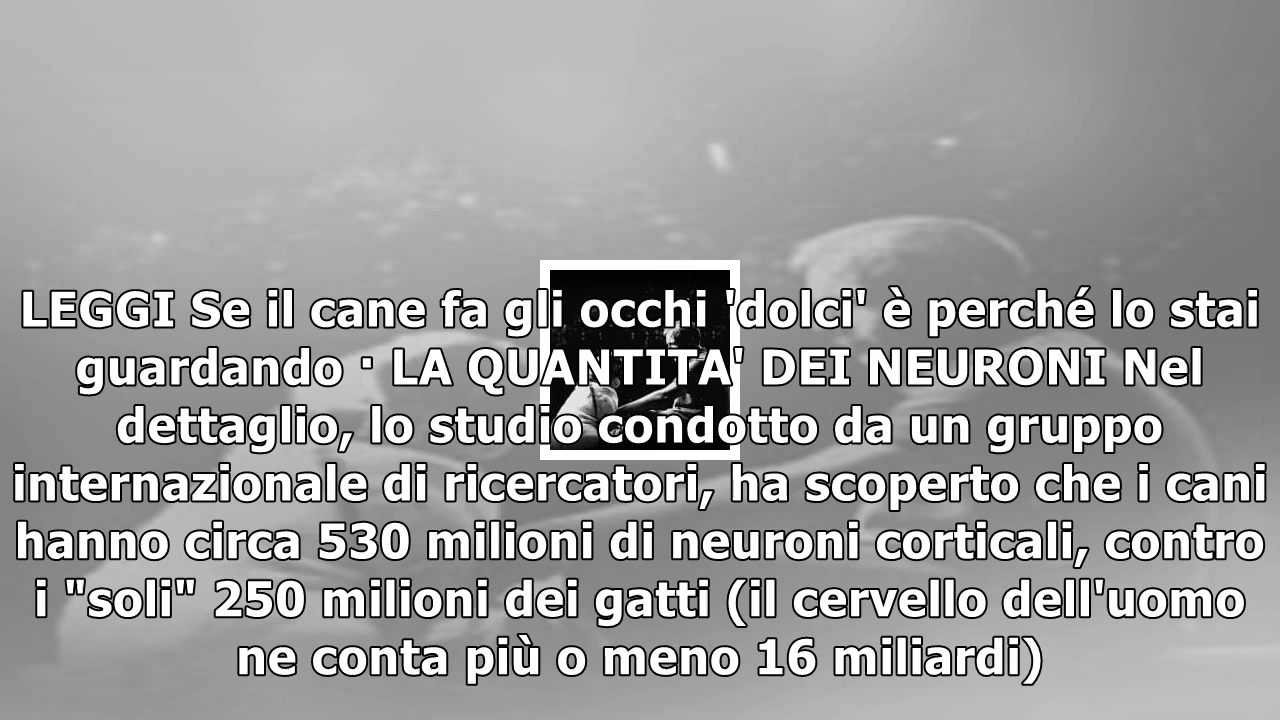 LEGGI Se il cane fa gli occhi 'dolci' è perché lo stai
guardando · LA QUANTITA' DEI NEURONI Nel
dettaglio, lo studio condotto da un gruppo
internazionale di ricercatori, ha scoperto che i cani
hanno circa 530 milioni di neuroni corticali, contro
i "soli" 250 milioni dei gatti (il cervello dell'uomo
ne conta più o meno 16 miliardi)